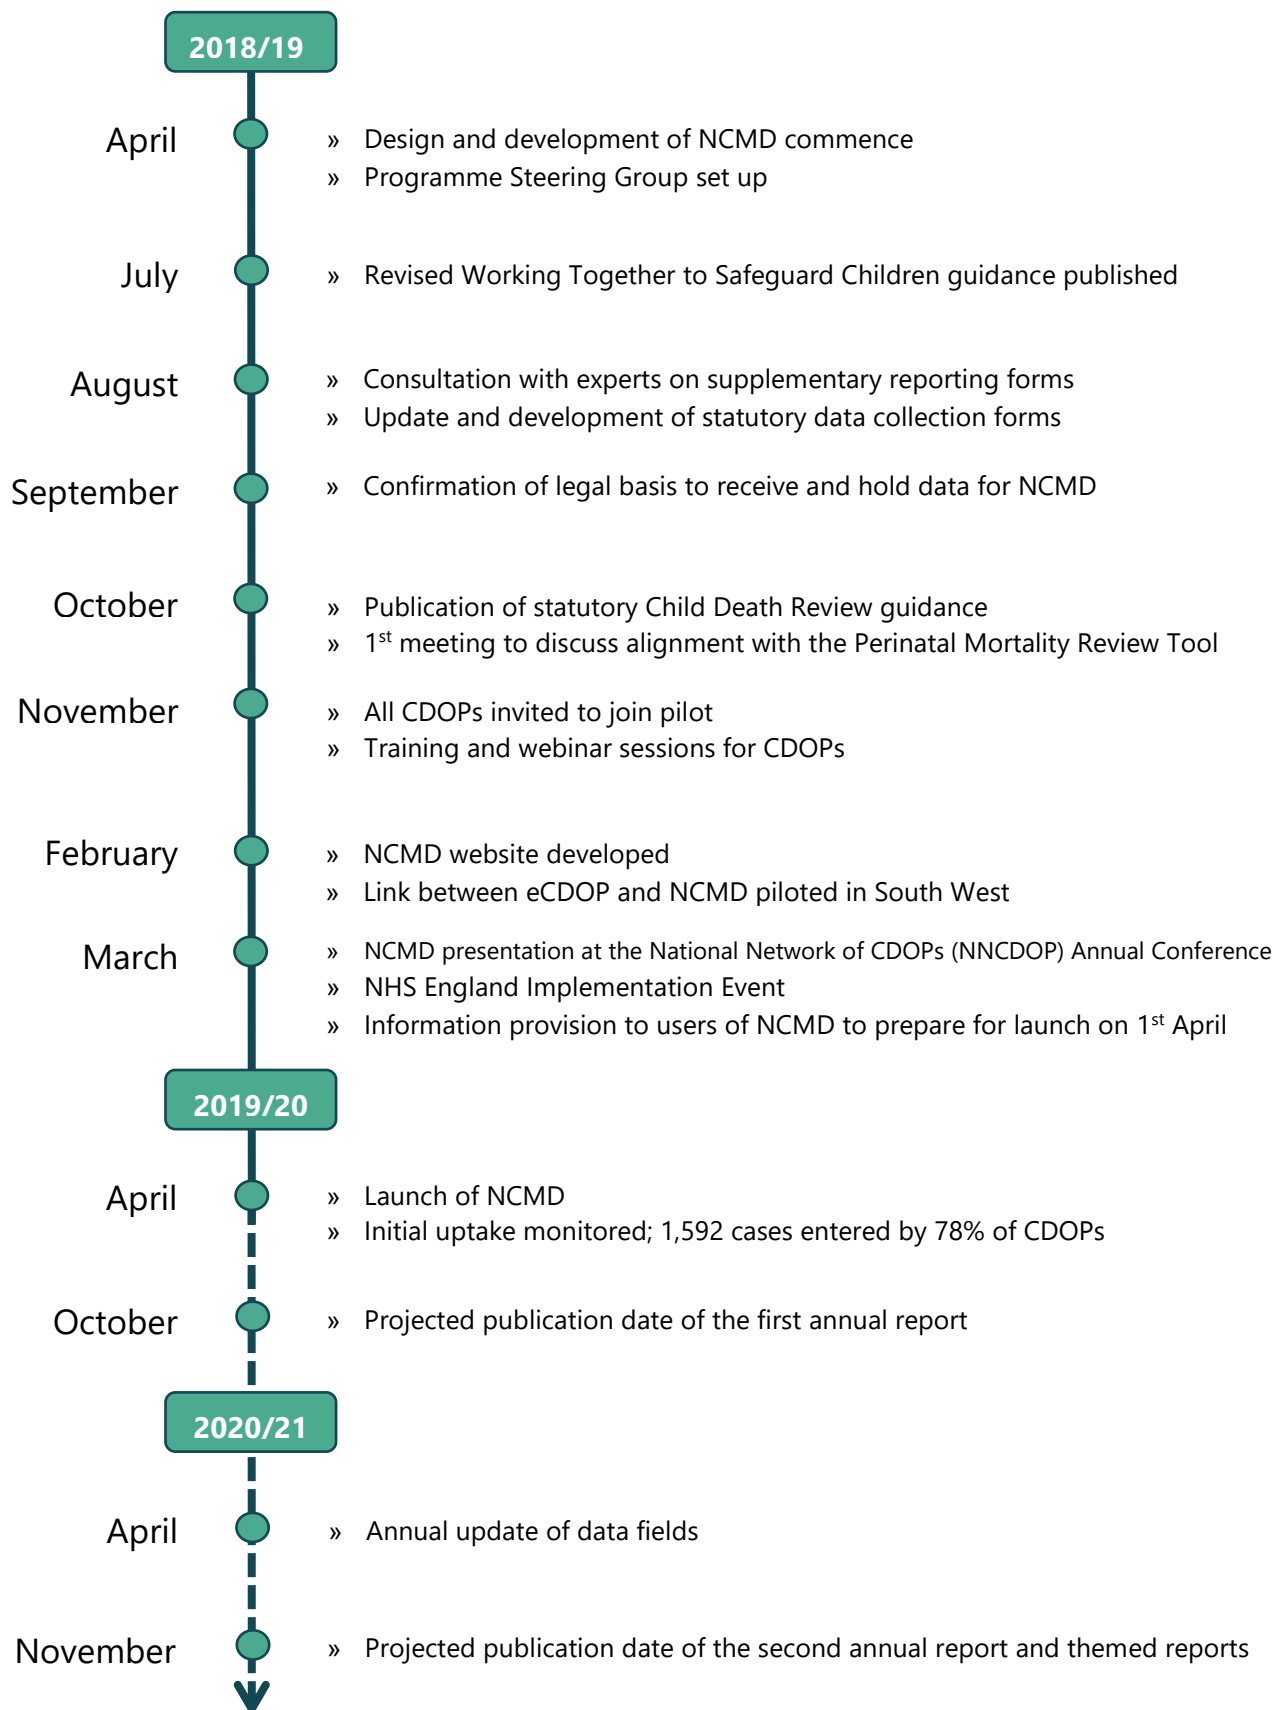 2018/19
April
» Design and development of NCMD commence
» Programme Steering Group set up
July
» Revised Working Together to Safeguard Children guidance published
August
» Consultation with experts on supplementary reporting forms
» Update and development of statutory data collection forms
September
» Confirmation of legal basis to receive and hold data for NCMD
October
» Publication of statutory Child Death Review guidance
» 1st meeting to discuss alignment with the Perinatal Mortality Review Tool
November
» All CDOPs invited to join pilot
» Training and webinar sessions for CDOPs
February
» NCMD website developed
» Link between eCDOP and NCMD piloted in South West
March
» NCMD presentation at the National Network of CDOPs (NNCDOP) Annual Conference
» NHS England Implementation Event
» Information provision to users of NCMD to prepare for launch on 1st April
2019/20
April
» Launch of NCMD
» Initial uptake monitored; 1,592 cases entered by 78% of CDOPs
October
» Projected publication date of the first annual report
2020/21
April
» Annual update of data fields
November
» Projected publication date of the second annual report and themed reports